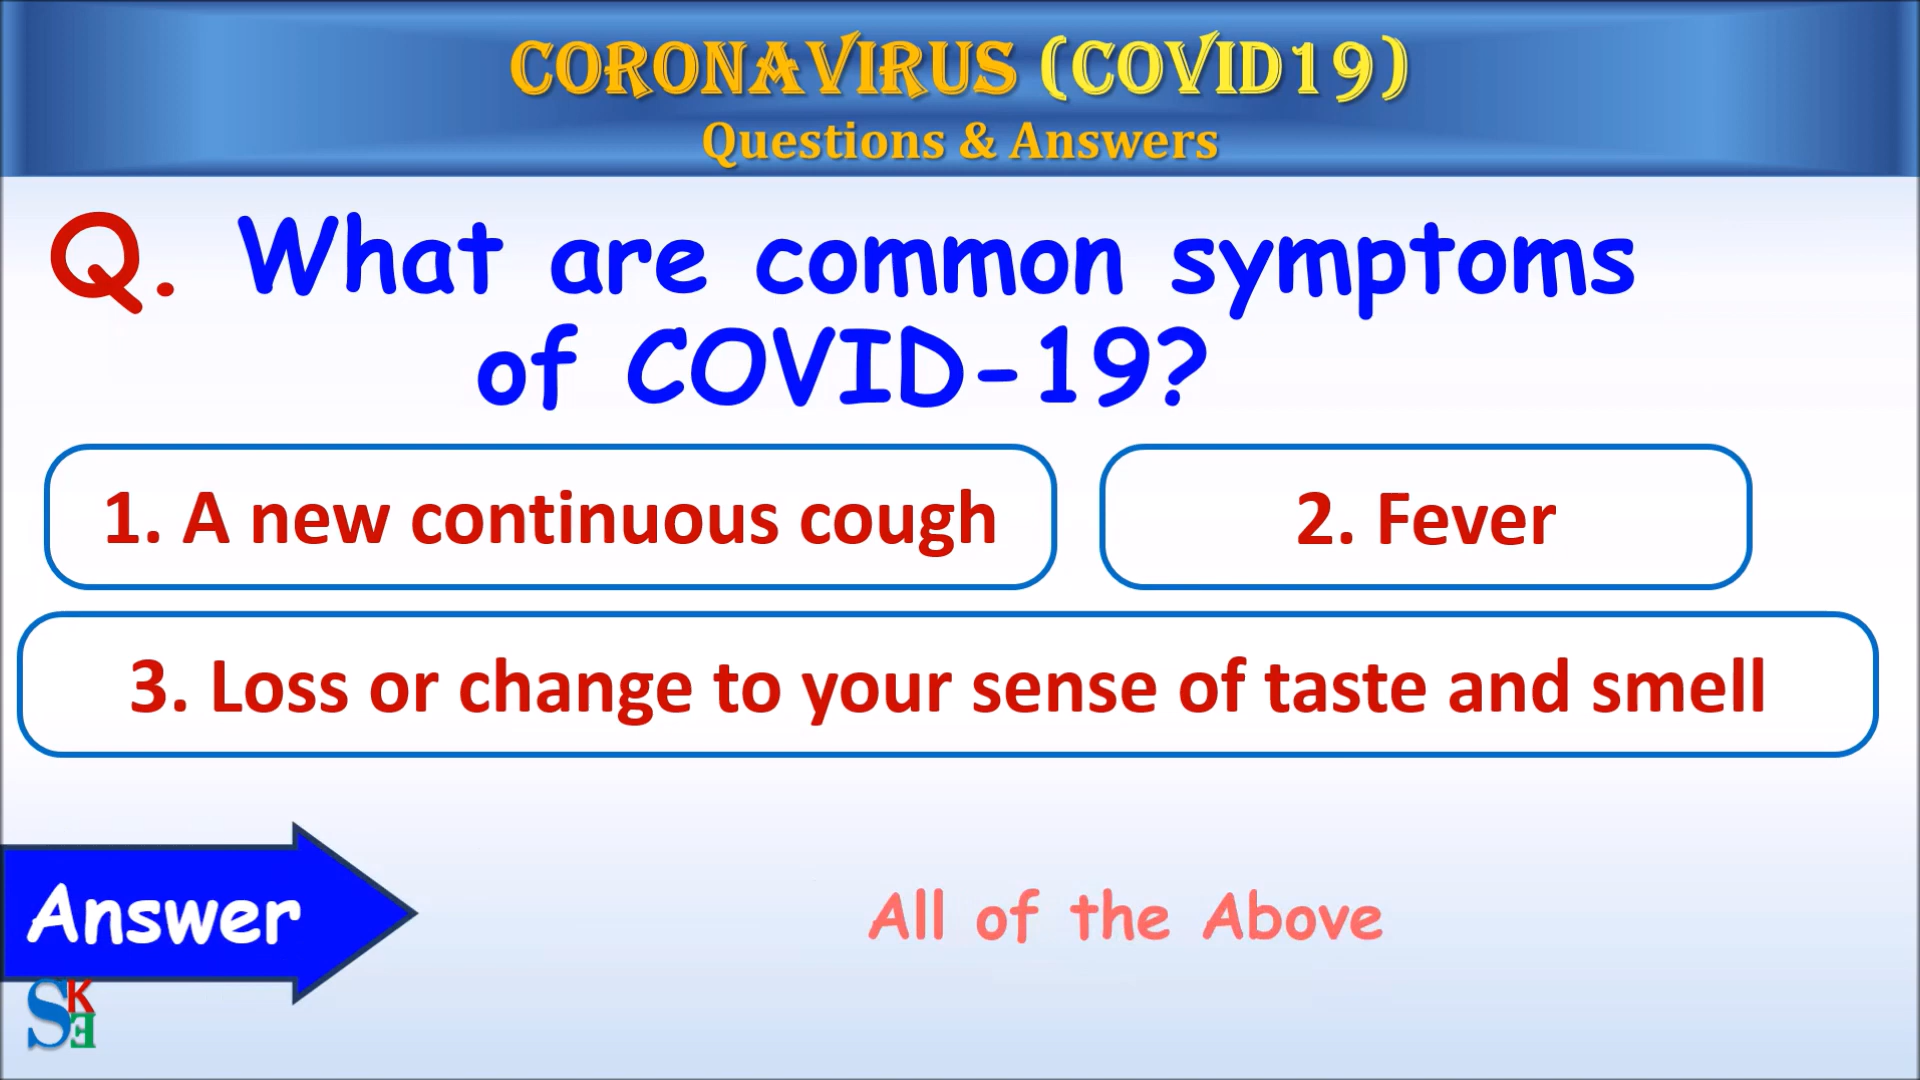 CORONAVIRUS (COVID19)
Questions & Answers
Q. What are common symptoms
of COVID-19?
1. A new continuous cough
2. Fever
3. Loss or change to your sense of taste and smell
Answer
All of the Above
SKE